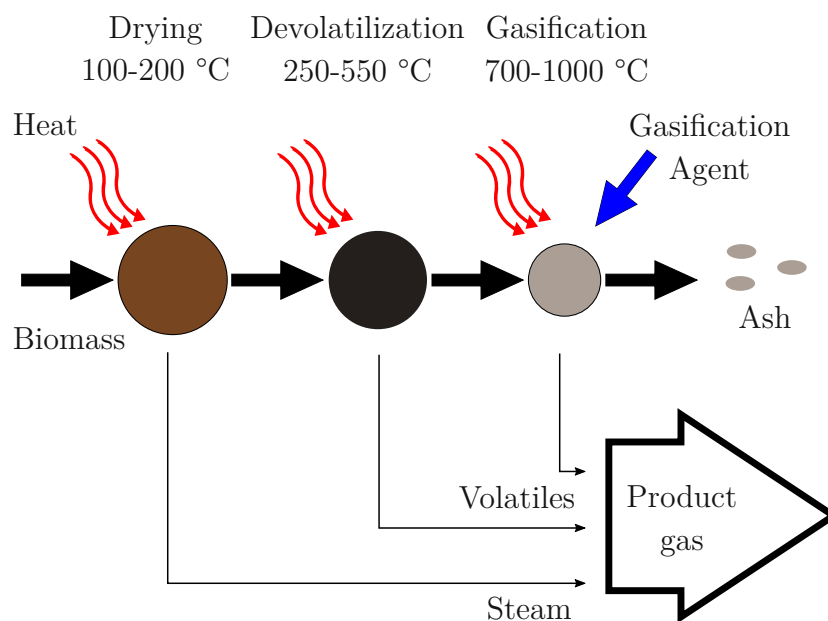 Drying
100-200 °C
Devolatilization
250-550 °C
Gasification
700-1000 °C
Heat
Gasification
Agent
Biomass
Ash
Volatiles
Product
gas
Steam